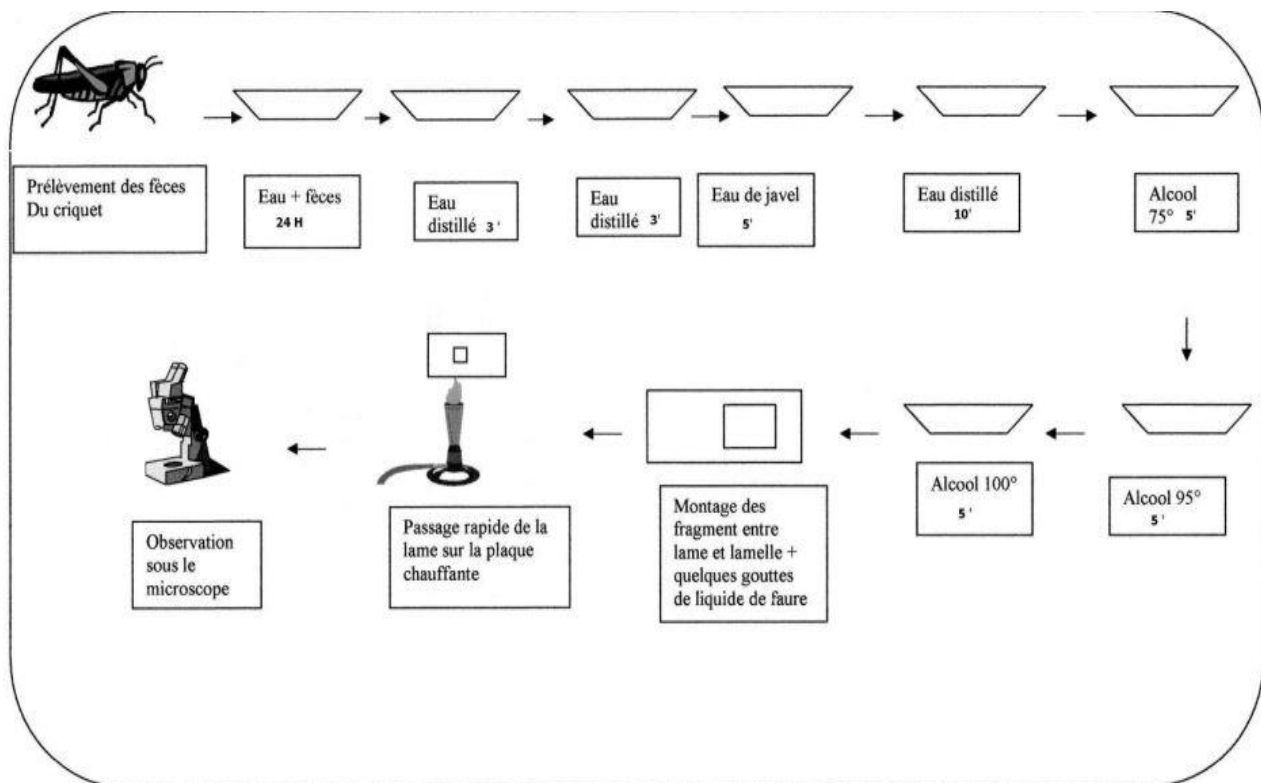 Prélèvement des fèces
Du criquet
Eau + fèces
24 H
Eau
distillé 3 '
Eau
distillé 3'
Eau de javel
5'
Eau distillé
10'
Alcool
75° 5'
Alcool 95°
5 '
Alcool 100°
5 '
Montage des
fragment entre
lame et lamelle +
quelques gouttes
de liquide de faure
Passage rapide de la
lame sur la plaque
chauffante
Observation
sous le
microscope